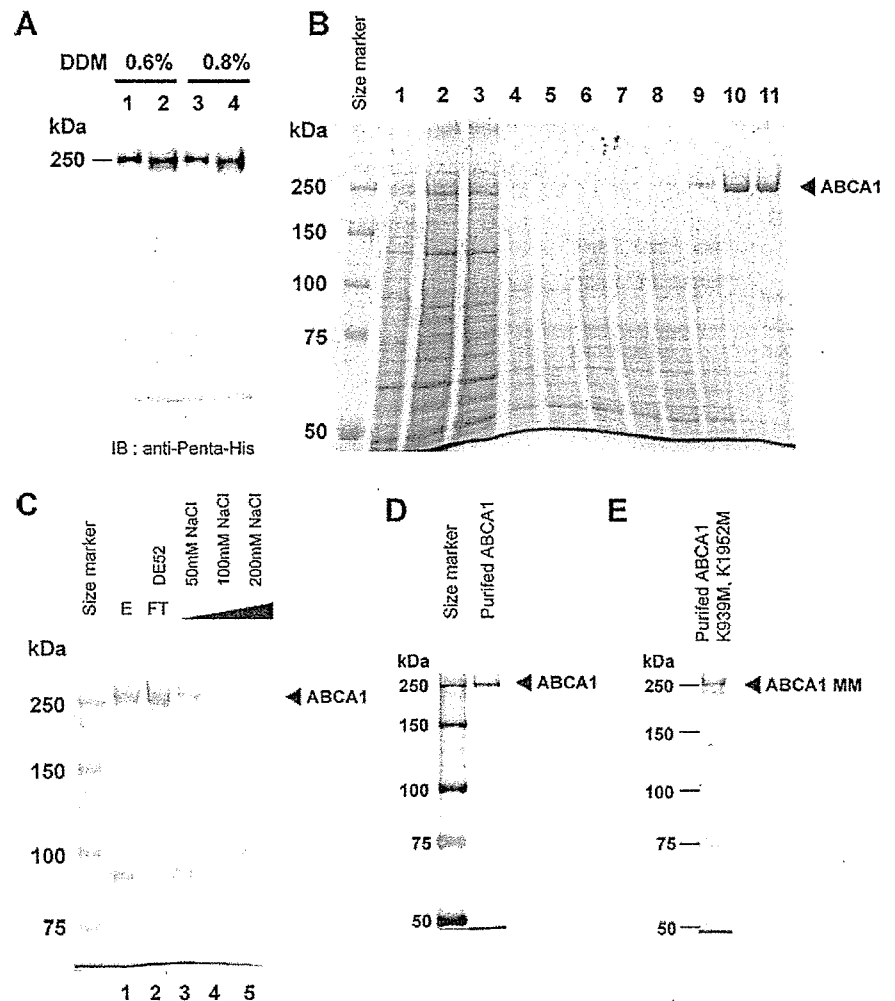 A
DDM 0.6% 0.8%
1 2 3 4
kDa
250
IB : anti-Penta-His
B
Size marker
1 2 3 4 5 6 7 8 9 10 11
kDa
250
150
100
75
50
ABCA1
C
Size marker
E
FT
DE52
50mM NaCl
100mM NaCl
200mM NaCl
kDa
250
150
100
75
ABCA1
1 2 3 4 5
D
Size marker
Purifed ABCA1
kDa
250
150
100
75
50
ABCA1
E
Purifed ABCA1
K939M, K1952M
kDa
250
150
100
75
50
ABCA1 MM